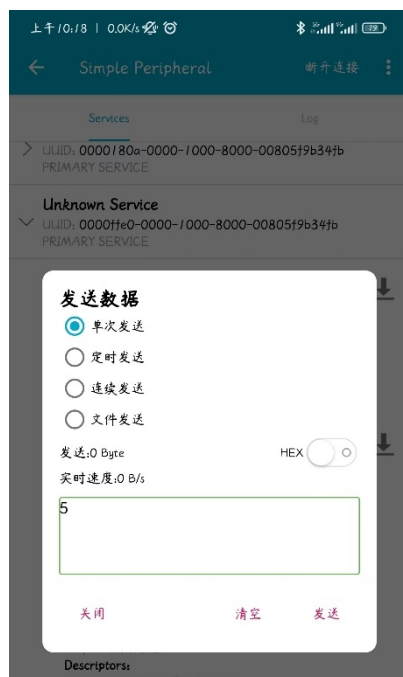 上午10:18 | 0.0K/s
79
Simple Peripheral
断开连接
Services
Log
UUID: 0000180a-0000-1000-8000-00805f9b34fb
PRIMARY SERVICE
Unknown Service
UUID: 0000ffe0-0000-1000-8000-00805f9b34fb
PRIMARY SERVICE
发送数据
单次发送
定时发送
连续发送
文件发送
发送:0 Byte
HEX
实时速度:0 B/s
5
关闭
清空
发送
Descriptors: